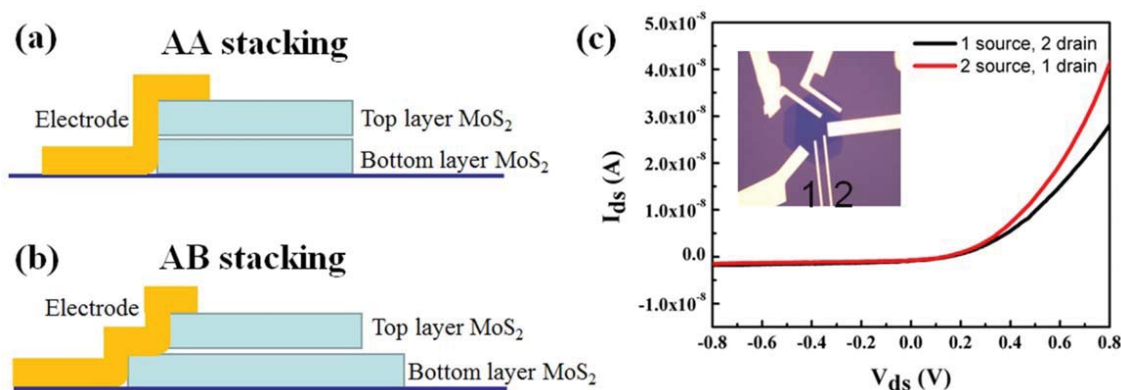 (a)
AA stacking
Electrode
Top layer MoS₂
Bottom layer MoS₂
(b)
AB stacking
Electrode
Top layer MoS₂
Bottom layer MoS₂
(c)
5.0x10⁻⁸
4.0x10⁻⁸
3.0x10⁻⁸
2.0x10⁻⁸
1.0x10⁻⁸
0.0
-1.0x10⁻⁸
I_ds (A)
1 source, 2 drain
2 source, 1 drain
1 2
-0.8 -0.6 -0.4 -0.2 0.0 0.2 0.4 0.6 0.8
V_ds (V)